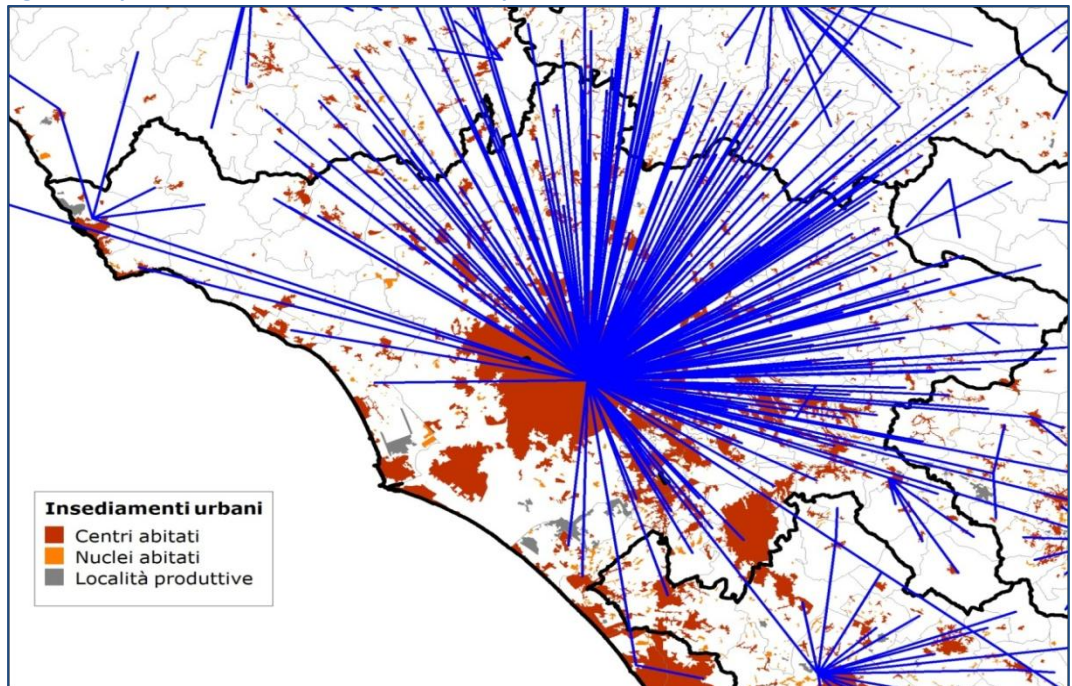 Insediamenti urbani
Centri abitati
Nuclei abitati
Località produttive